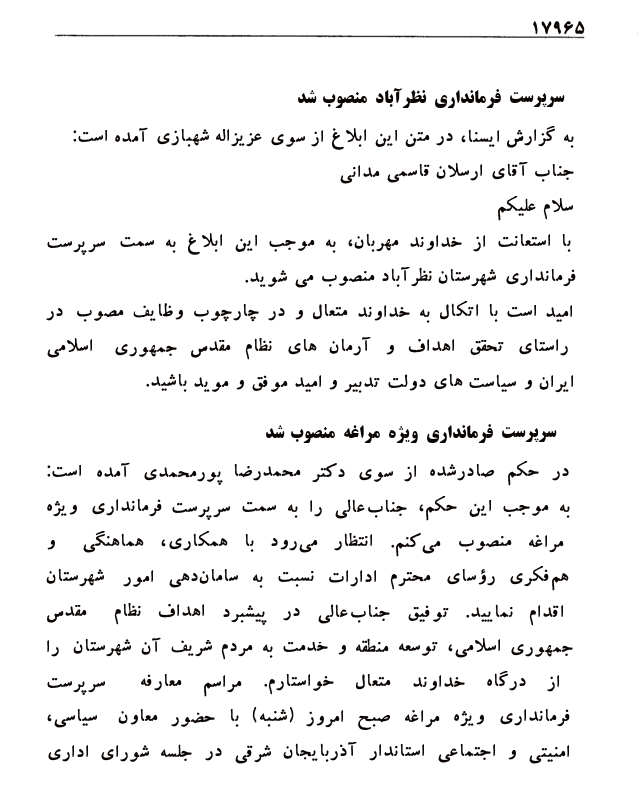 ۱۷۹۶۵
سرپرست فرمانداری نظرآباد منصوب شد
به گزارش ایسنا، در متن این ابلاغ از سوی عزیزاله شهبازی آمده است:
جناب آقای ارسلان قاسمی مدانی
سلام علیکم
با استعانت از خداوند مهربان، به موجب این ابلاغ به سمت سرپرست
فرمانداری شهرستان نظرآباد منصوب می شوید.
امید است با اتکال به خداوند متعال و در چارچوب وظایف مصوب در
راستای تحقق اهداف و آرمان های نظام مقدس جمهوری اسلامی
ایران و سیاست های دولت تدبیر و امید موفق و موید باشید.
سرپرست فرمانداری ویژه مراغه منصوب شد
در حکم صادرشده از سوی دکتر محمدرضا پورمحمدی آمده است:
به موجب این حکم، جناب‌عالی را به سمت سرپرست فرمانداری ویژه
مراغه منصوب می‌کنم. انتظار می‌رود با همکاری، هماهنگی و
هم‌فکری رؤسای محترم ادارات نسبت به سامان‌دهی امور شهرستان
اقدام نمایید. توفیق جناب‌عالی در پیشبرد اهداف نظام مقدس
جمهوری اسلامی، توسعه منطقه و خدمت به مردم شریف آن شهرستان را
از درگاه خداوند متعال خواستارم. مراسم معارفه سرپرست
فرمانداری ویژه مراغه صبح امروز (شنبه) با حضور معاون سیاسی،
امنیتی و اجتماعی استاندار آذربایجان شرقی در جلسه شورای اداری